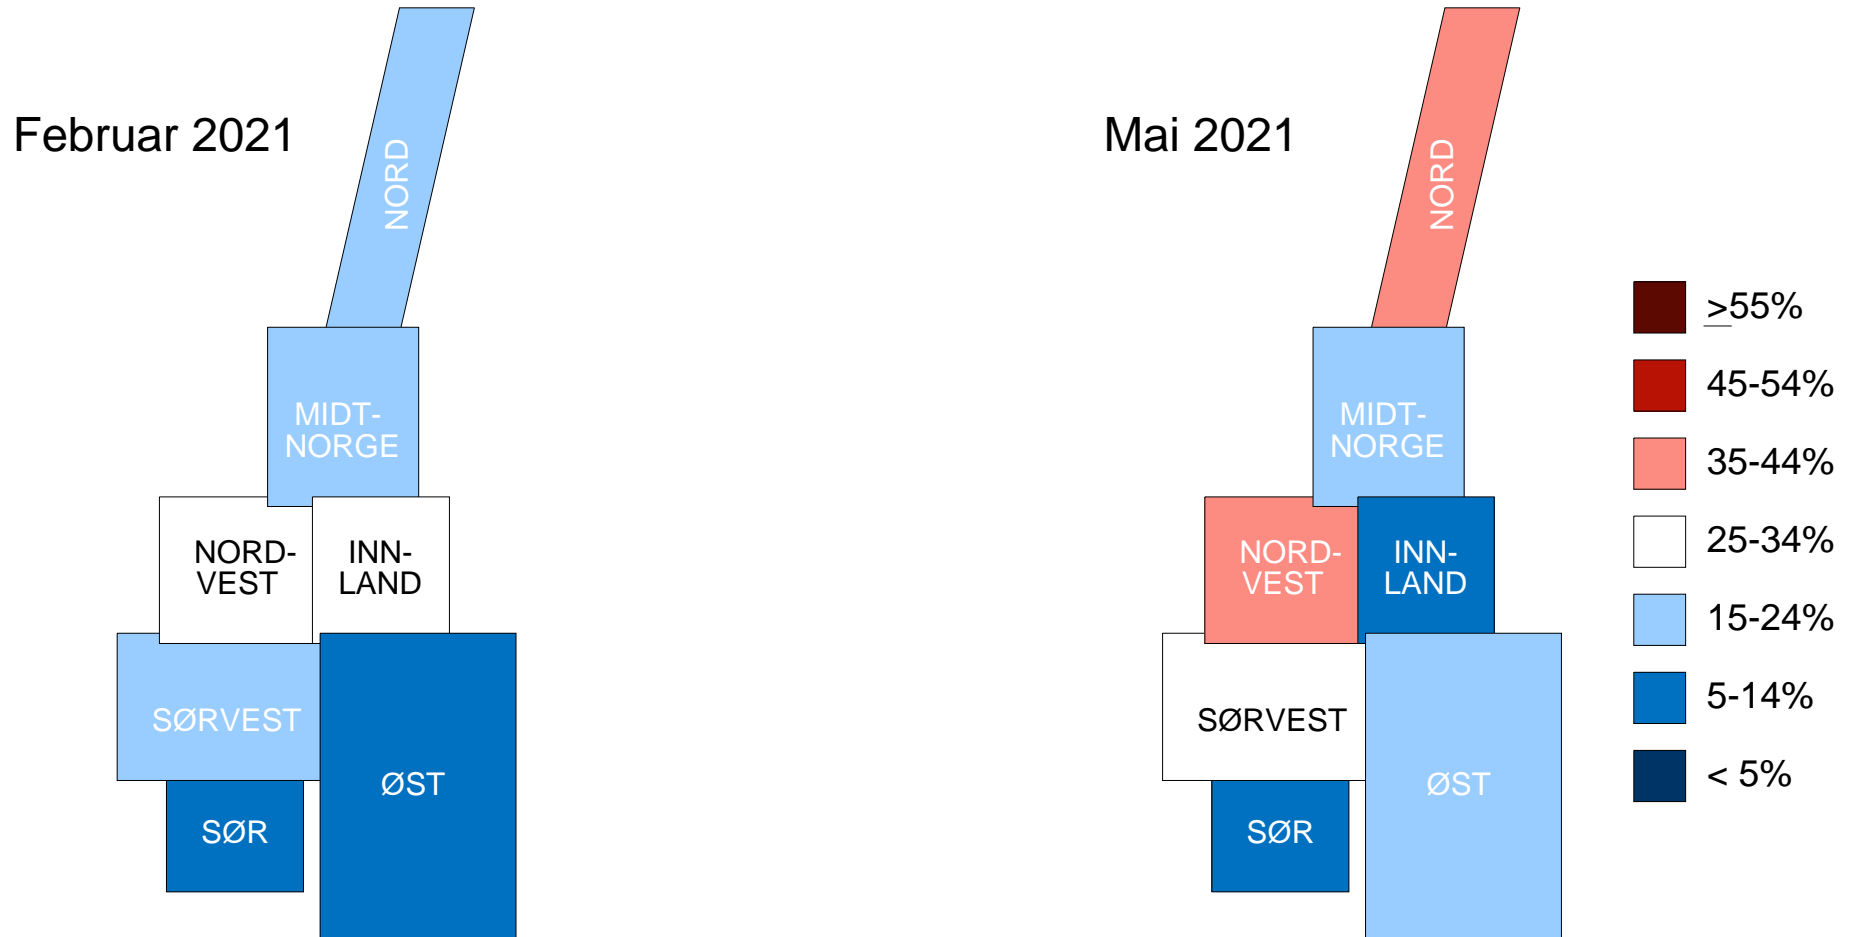 Februar 2021
NORD
MIDT-
NORGE
NORD-
VEST
INN-
LAND
SØRVEST
ØST
SØR
Mai 2021
NORD
MIDT-
NORGE
NORD-
VEST
INN-
LAND
SØRVEST
ØST
SØR
>55%
45-54%
35-44%
25-34%
15-24%
5-14%
< 5%